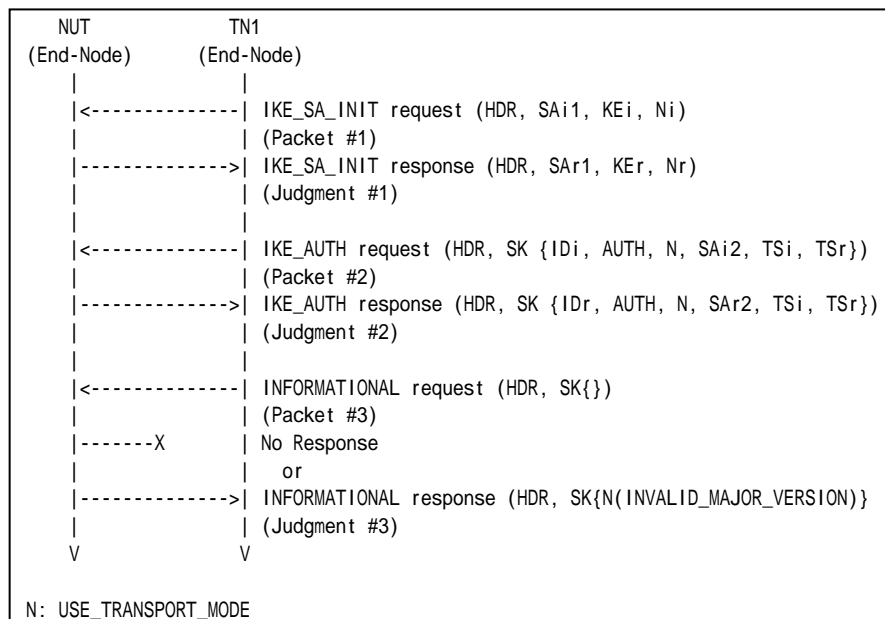 NUT TN1
(End-Node) (End-Node)
| |
|<--------------| IKE_SA_INIT request (HDR, SAi1, KEi, Ni)
| | (Packet #1)
|-------------->| IKE_SA_INIT response (HDR, SAr1, KEr, Nr)
| | (Judgment #1)
| |
|<--------------| IKE_AUTH request (HDR, SK {IDi, AUTH, N, SAi2, TSi, TSr})
| | (Packet #2)
|-------------->| IKE_AUTH response (HDR, SK {IDr, AUTH, N, SAr2, TSi, TSr})
| | (Judgment #2)
| |
|<--------------| INFORMATIONAL request (HDR, SK{})
| | (Packet #3)
|-------X | No Response
| | or
|-------------->| INFORMATIONAL response (HDR, SK{N(INVALID_MAJOR_VERSION)}
| | (Judgment #3)
V V
N: USE_TRANSPORT_MODE